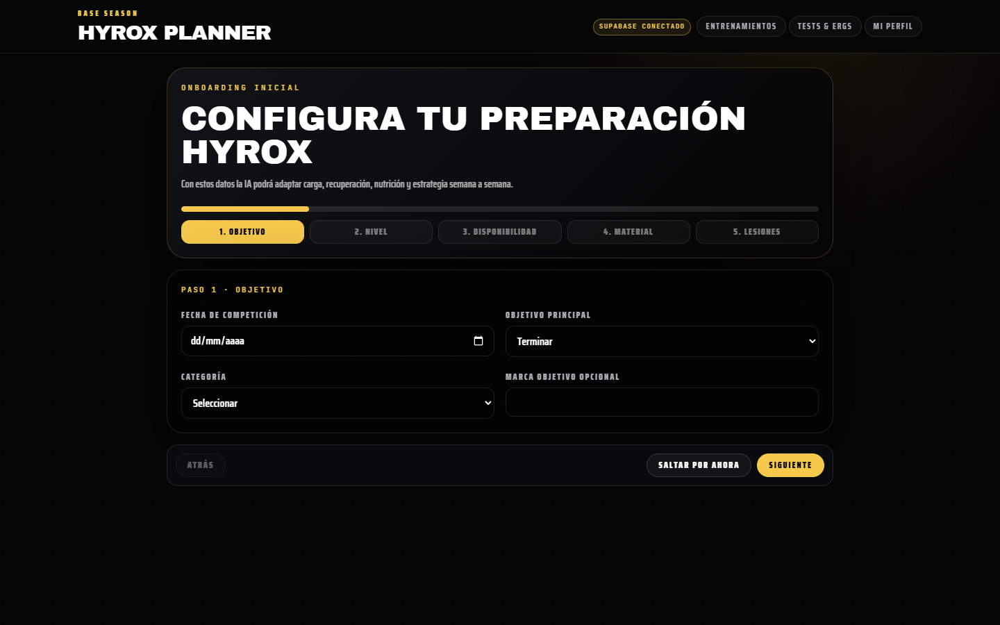 BASE SEASON
HYROX PLANNER
SUPABASE CONECTADO
ENTRENAMIENTOS
TESTS & ERGS
MI PERFIL
ONBOARDING INICIAL
CONFIGURA TU PREPARACIÓN
HYROX
Con estos datos la IA podrá adaptar carga, recuperación, nutrición y estrategia semana a semana.
1. OBJETIVO
2. NIVEL
3. DISPONIBILIDAD
4. MATERIAL
5. LESIONES
PASO 1 · OBJETIVO
FECHA DE COMPETICIÓN
OBJETIVO PRINCIPAL
dd/mm/aaaa
Terminar
CATEGORÍA
MARCA OBJETIVO OPCIONAL
Seleccionar
ATRÁS
SALTAR POR AHORA
SIGUIENTE